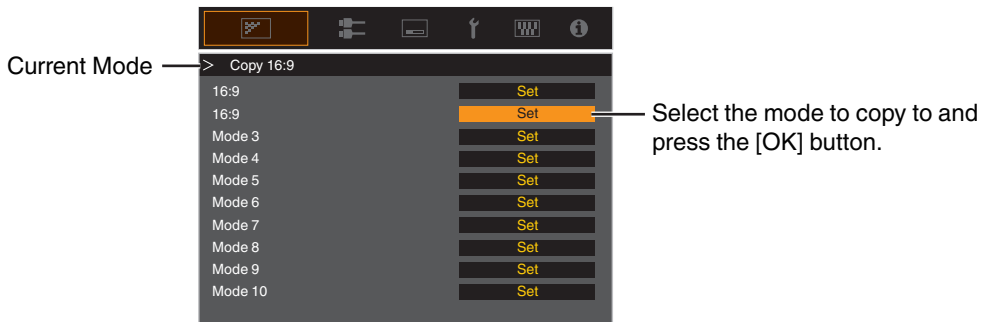 Current Mode
> Copy 16:9
16:9 Set
16:9 Set
Select the mode to copy to and
press the [OK] button.
Mode 3 Set
Mode 4 Set
Mode 5 Set
Mode 6 Set
Mode 7 Set
Mode 8 Set
Mode 9 Set
Mode 10 Set